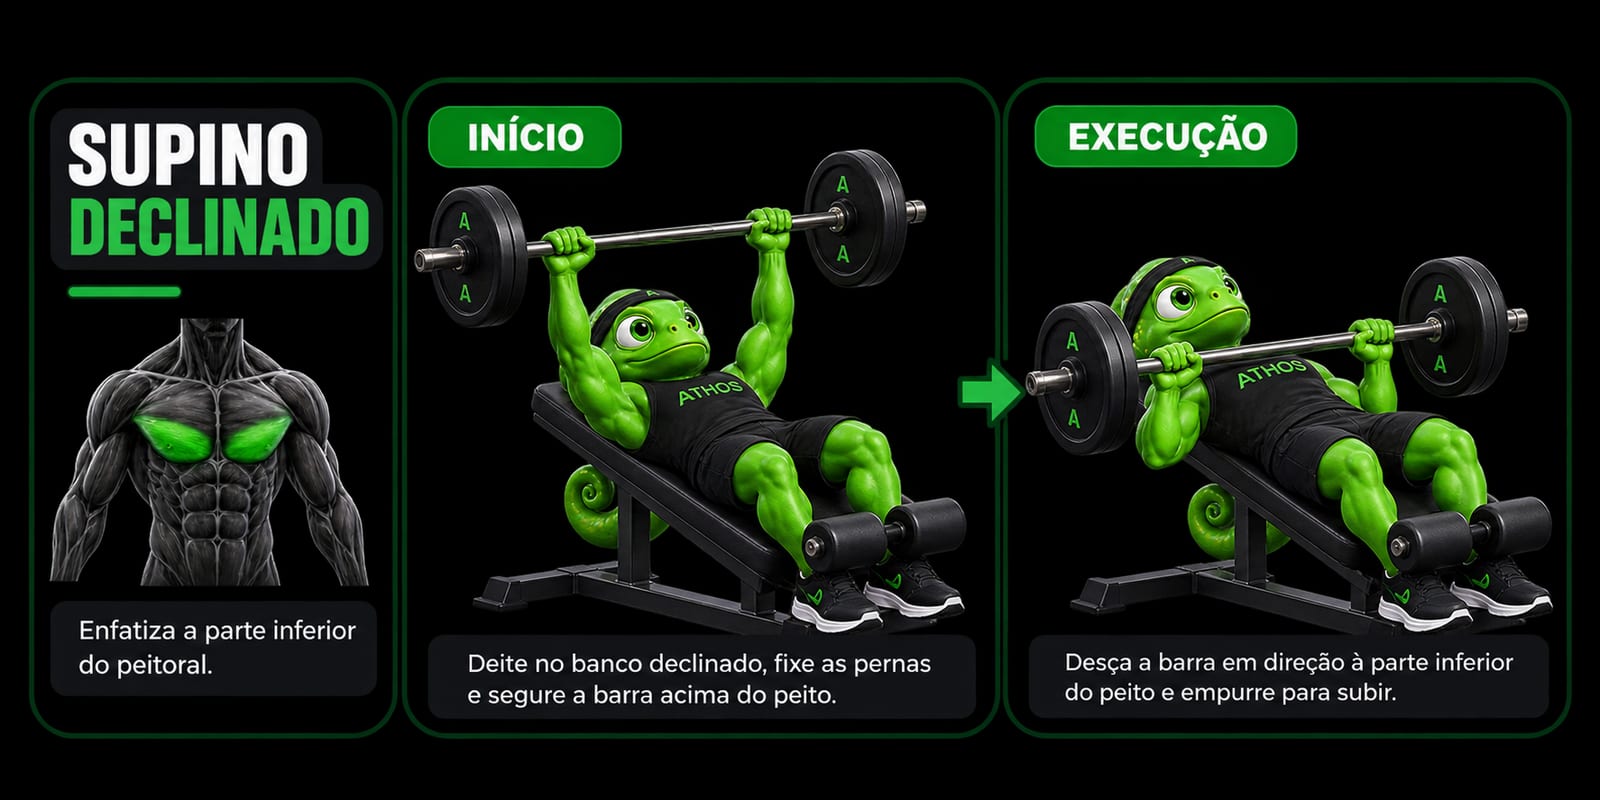 SUPINO
DECLINADO
Enfatiza a parte inferior
do peitoral.
INÍCIO
A
A
A
A
A
ATHOS
Deite no banco declinado, fixe as pernas
e segure a barra acima do peito.
EXECUÇÃO
A
A
A
A
A
ATHOS
Desça a barra em direção à parte inferior
do peito e empurre para subir.